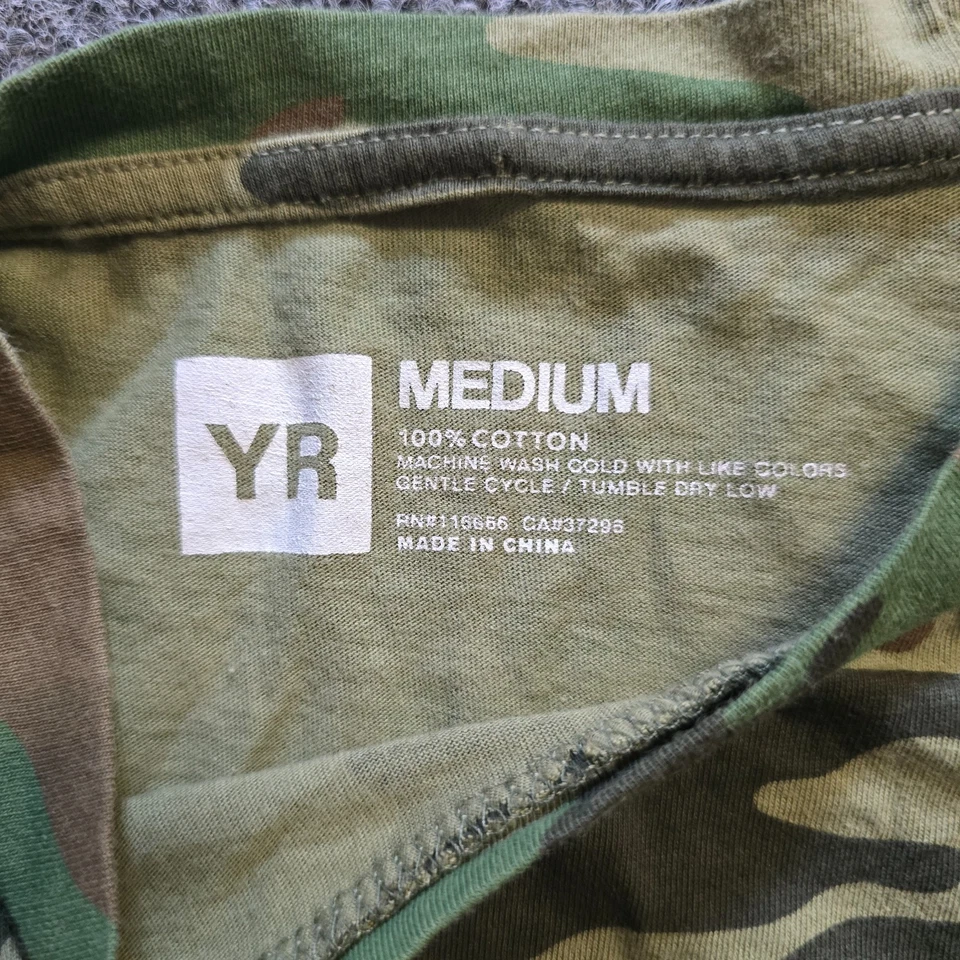 YR
MEDIUM
100% COTTON
MACHINE WASH COLD WITH LIKE COLORS
GENTLE CYCLE / TUMBLE DRY LOW
RN#116666 CA#37296
MADE IN CHINA